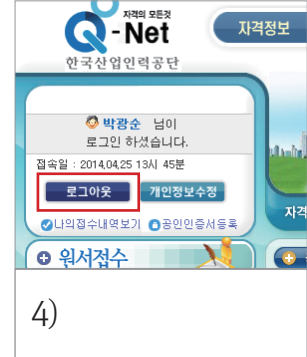 자격의 모든것
Q-Net
한국산업인력공단
자격정보
박광순 님이
로그인 하셨습니다.
접속일 : 2014.04.25 13시 45분
로그아웃 개인정보수정
나의접수내역보기 공인인증서등록
원서접수
자격
4)